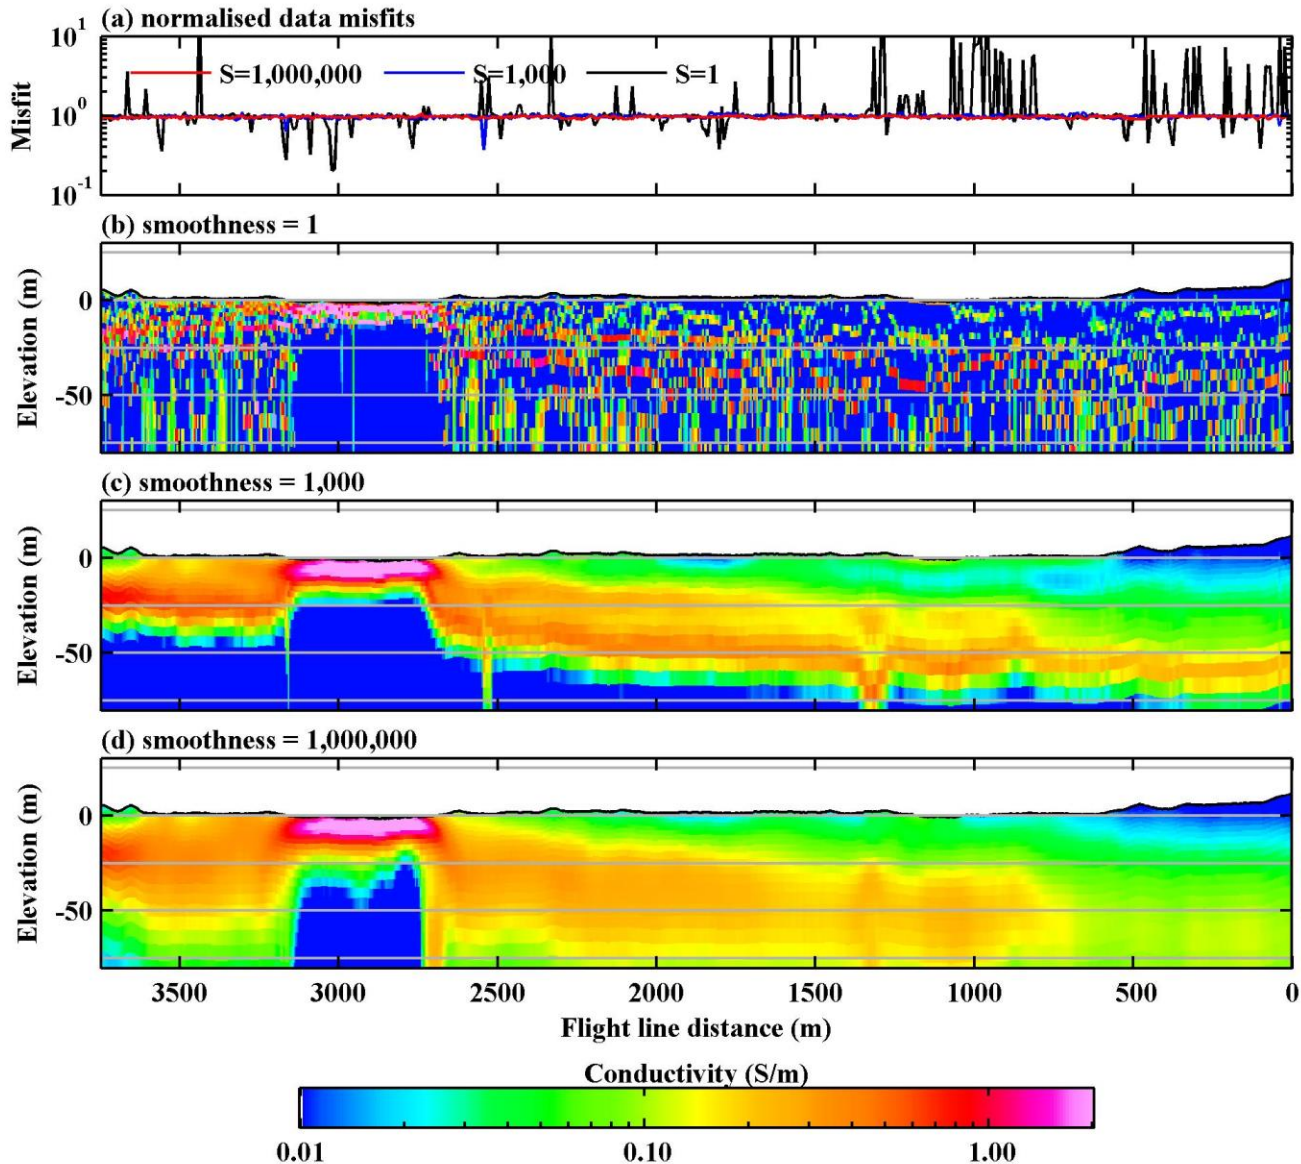 (a) normalised data misfits
10^1
S=1,000,000 S=1,000 S=1
10^0
10^-1
Misfit
(b) smoothness = 1
0
-50
Elevation (m)
(c) smoothness = 1,000
0
-50
Elevation (m)
(d) smoothness = 1,000,000
0
-50
Elevation (m)
3500 3000 2500 2000 1500 1000 500 0
Flight line distance (m)
Conductivity (S/m)
0.01 0.10 1.00